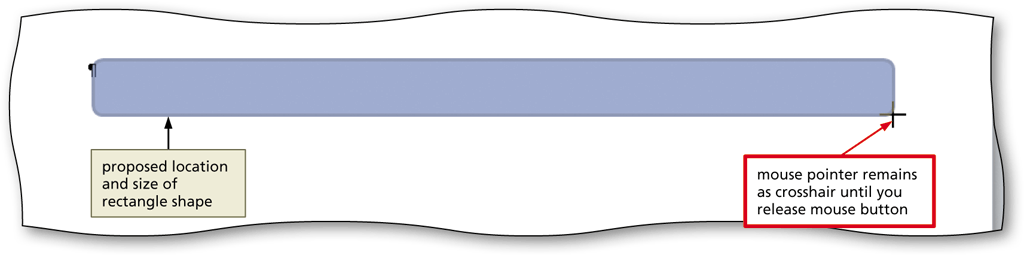 ¶
proposed location
and size of
rectangle shape
mouse pointer remains
as crosshair until you
release mouse button